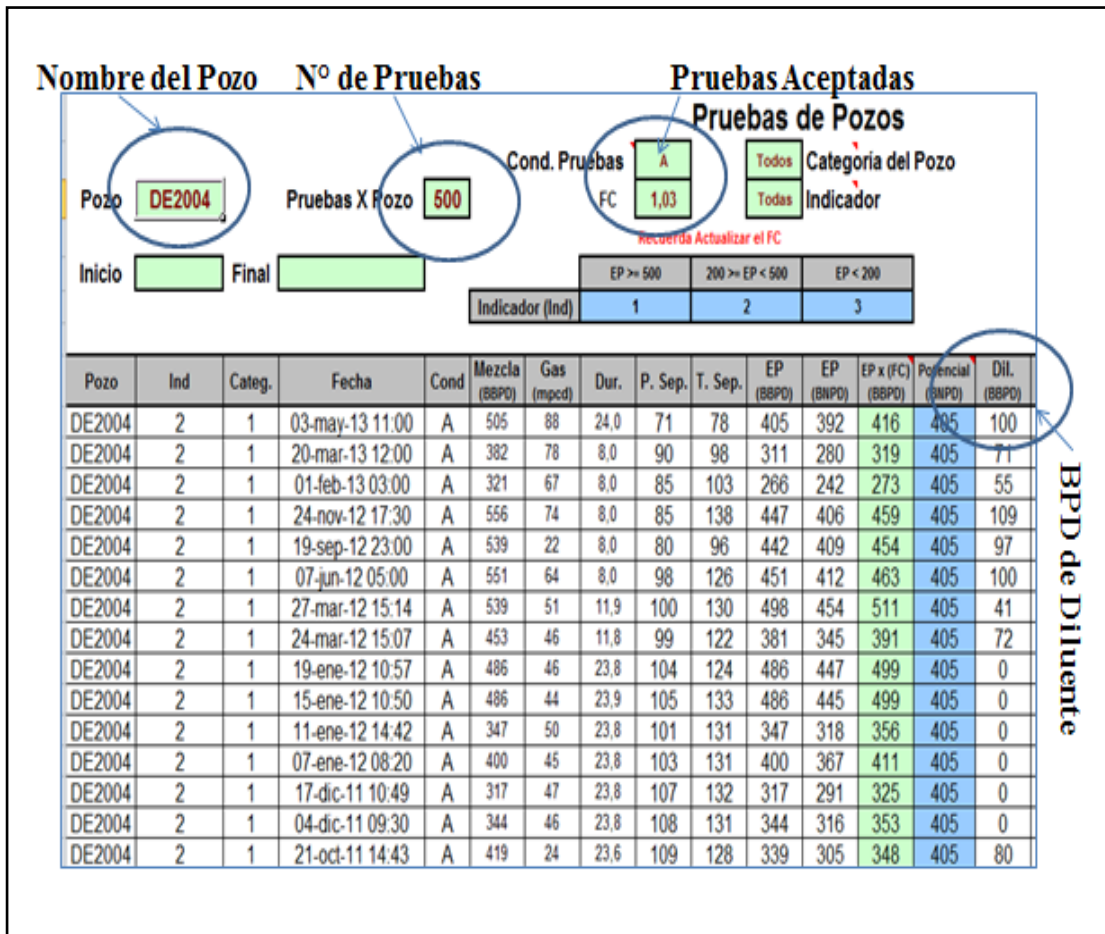 Nombre del Pozo N° de Pruebas Pruebas Aceptadas
Pruebas de Pozos
Cond. Pruebas A Todos Categoria del Pozo
Pozo DE2004 Pruebas X Pozo 500 FC 1,03 Todas Indicador
Recuerda Actualizar el FC
Inicio Final EP >= 500 200 >= EP < 500 EP < 200
Indicador (Ind) 1 2 3
Pozo Ind Categ. Fecha Cond Mezcla (BBPD) Gas (mpcd) Dur. P. Sep. T. Sep. EP (BBPD) EP (BNPD) EP x (FC) (BBPD) Potencial (BNPD) Dil. (BBPD)
DE2004 2 1 03-may-13 11:00 A 505 88 24,0 71 78 405 392 416 405 100
DE2004 2 1 20-mar-13 12:00 A 382 78 8,0 90 98 311 280 319 405 71
DE2004 2 1 01-feb-13 03:00 A 321 67 8,0 85 103 266 242 273 405 55
DE2004 2 1 24-nov-12 17:30 A 556 74 8,0 85 138 447 406 459 405 109
DE2004 2 1 19-sep-12 23:00 A 539 22 8,0 80 96 442 409 454 405 97
DE2004 2 1 07-jun-12 05:00 A 551 64 8,0 98 126 451 412 463 405 100
DE2004 2 1 27-mar-12 15:14 A 539 51 11,9 100 130 498 454 511 405 41
DE2004 2 1 24-mar-12 15:07 A 453 46 11,8 99 122 381 345 391 405 72
DE2004 2 1 19-ene-12 10:57 A 486 46 23,8 104 124 486 447 499 405 0
DE2004 2 1 15-ene-12 10:50 A 486 44 23,9 105 133 486 445 499 405 0
DE2004 2 1 11-ene-12 14:42 A 347 50 23,8 101 131 347 318 356 405 0
DE2004 2 1 07-ene-12 08:20 A 400 45 23,8 103 131 400 367 411 405 0
DE2004 2 1 17-dic-11 10:49 A 317 47 23,8 107 132 317 291 325 405 0
DE2004 2 1 04-dic-11 09:30 A 344 46 23,8 108 131 344 316 353 405 0
DE2004 2 1 21-oct-11 14:43 A 419 24 23,6 109 128 339 305 348 405 80
BPD de Diluente